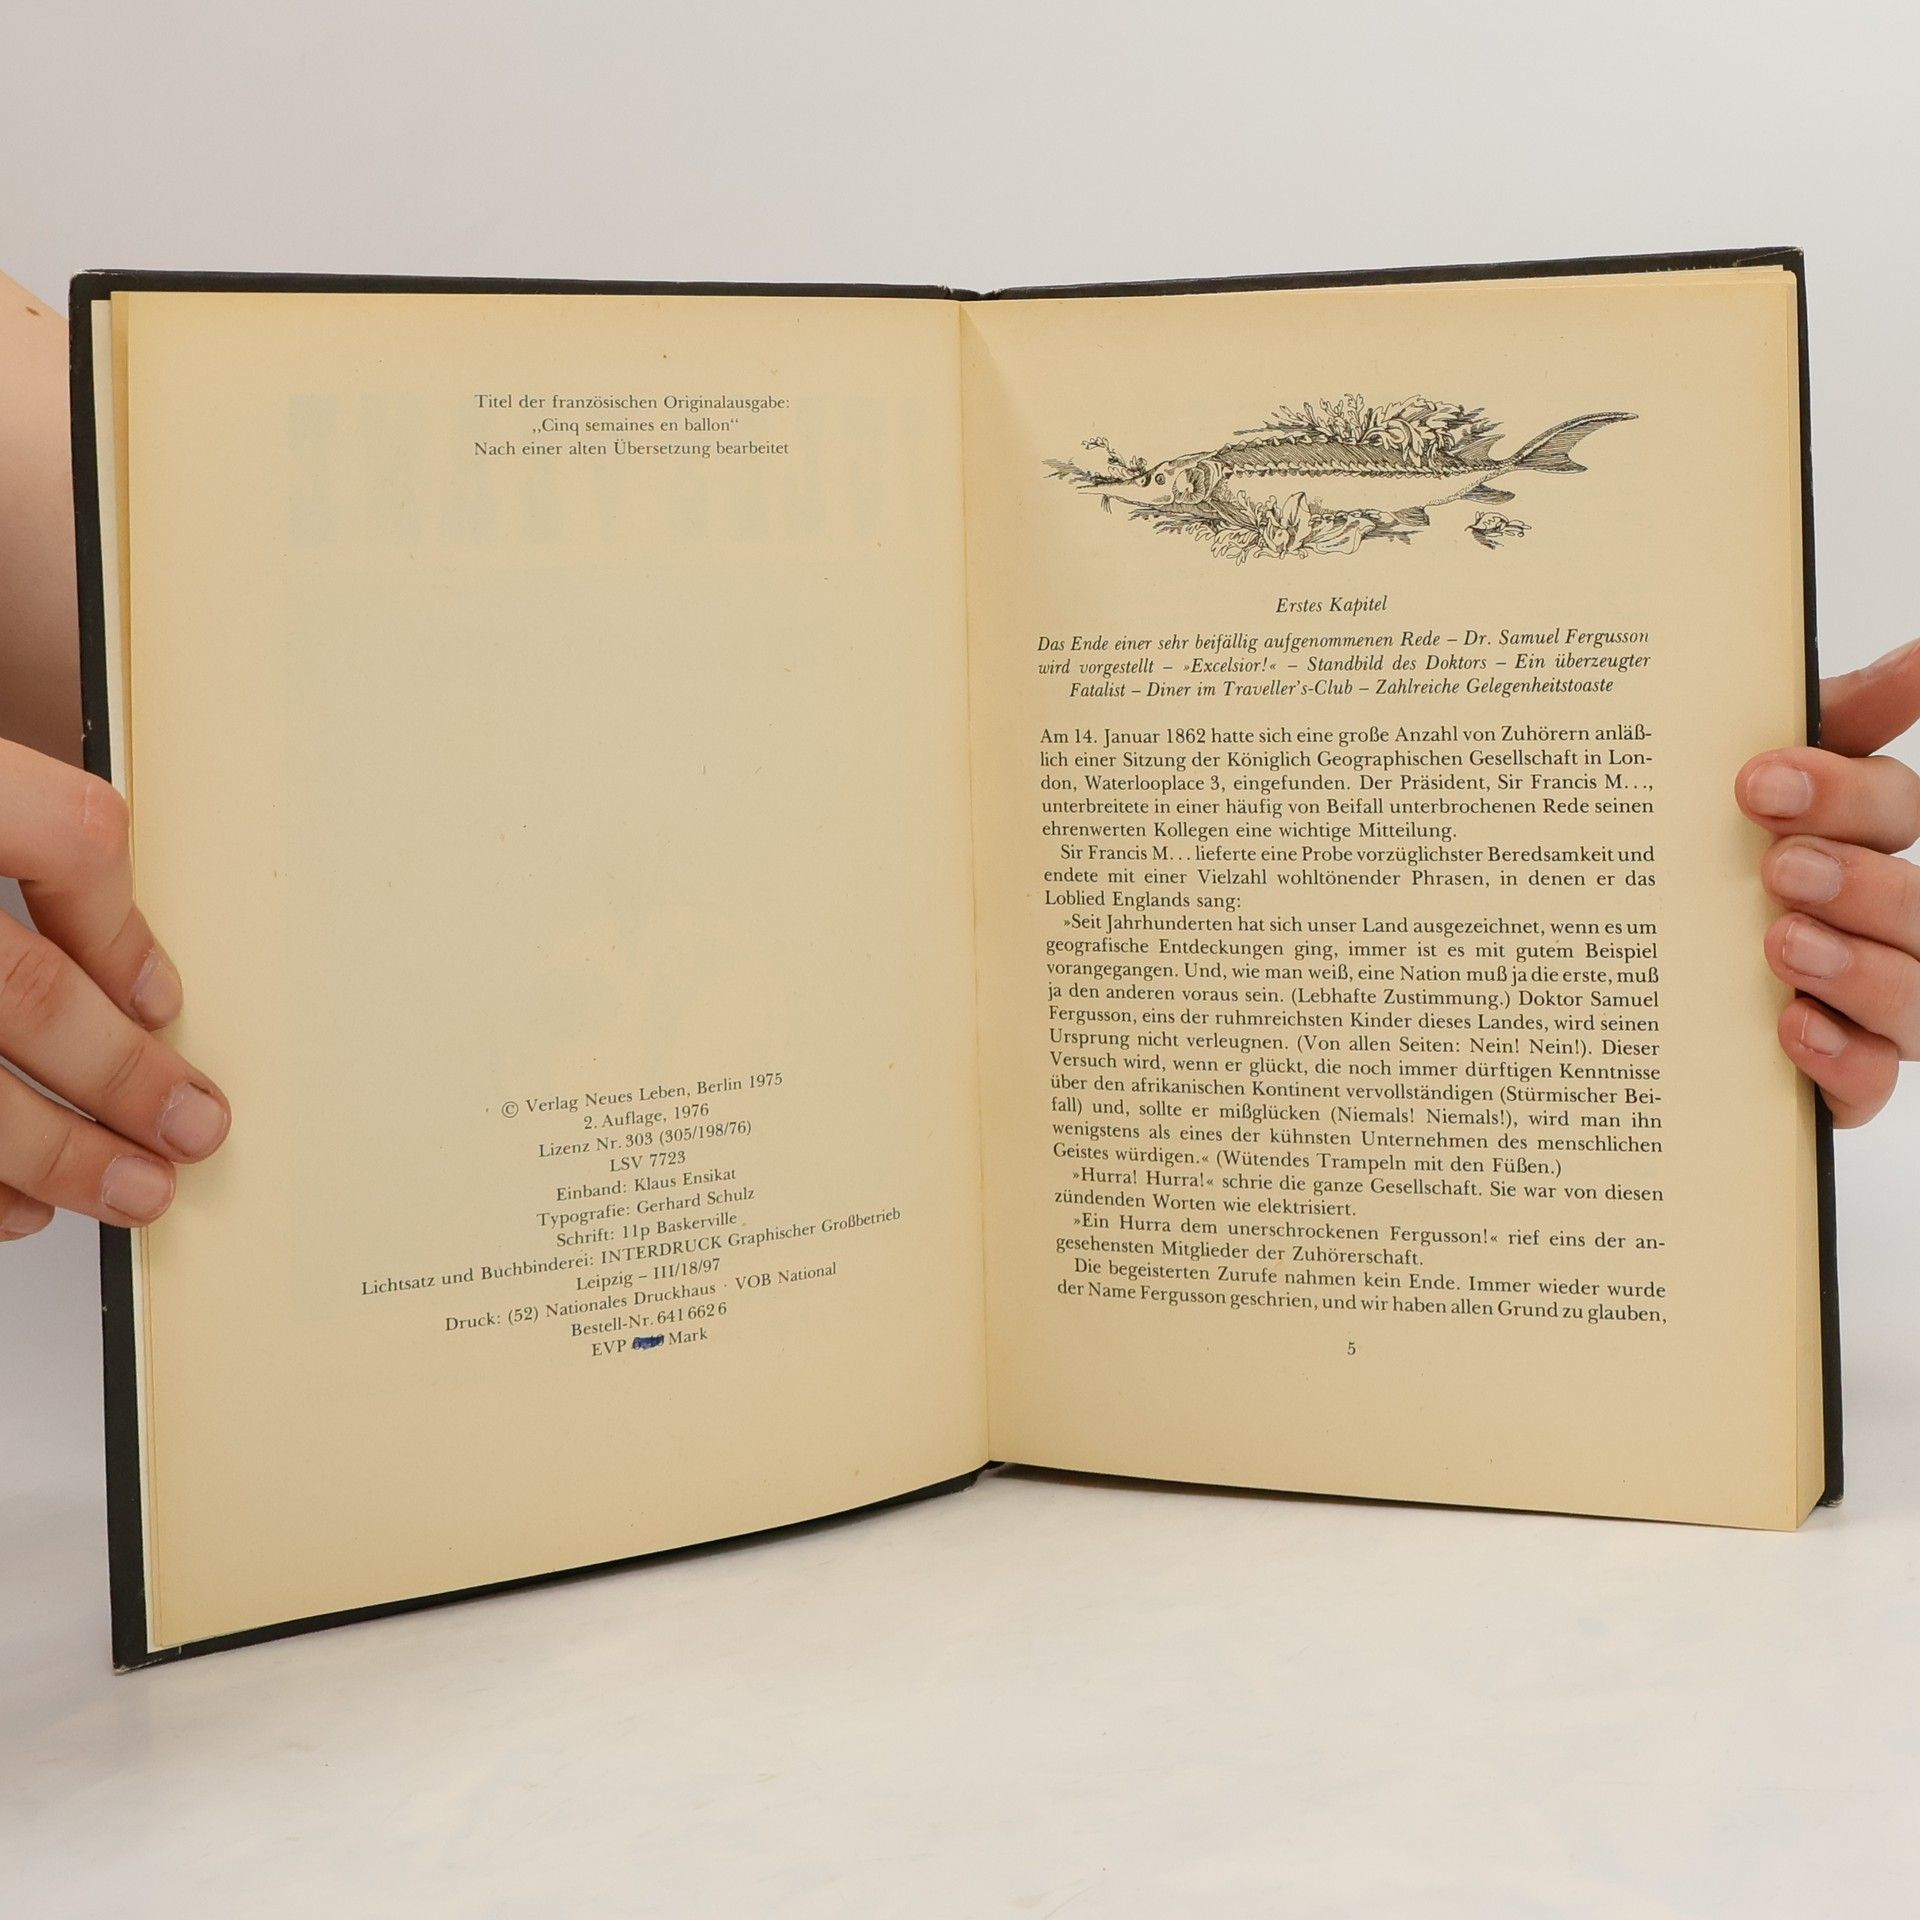 Titel der französischen Originalausgabe:
„Cinq semaines en ballon“
Nach einer alten Übersetzung bearbeitet
© Verlag Neues Leben, Berlin 1975
2. Auflage, 1976
Lizenz Nr. 303 (305/198/76)
LSV 7723
Einband: Klaus Ensikat
Typografie: Gerhard Schulz
Schrift: 11p Baskerville
Lichtsatz und Buchbinderei: INTERDRUCK Graphischer Großbetrieb
Leipzig – III/18/97
Druck: (52) Nationales Druckhaus · VOB National
Bestell-Nr. 641 662 6
EVP Mark
Erstes Kapitel
Das Ende einer sehr beifällig aufgenommenen Rede – Dr. Samuel Fergusson
wird vorgestellt – »Excelsior!« – Standbild des Doktors – Ein überzeugter
Fatalist – Diner im Traveller's-Club – Zahlreiche Gelegenheitstoaste
Am 14. Januar 1862 hatte sich eine große Anzahl von Zuhörern anläß-
lich einer Sitzung der Königlich Geographischen Gesellschaft in Lon-
don, Waterlooplace 3, eingefunden. Der Präsident, Sir Francis M...,
unterbreitete in einer häufig von Beifall unterbrochenen Rede seinen
ehrenwerten Kollegen eine wichtige Mitteilung.
Sir Francis M... lieferte eine Probe vorzüglichster Beredsamkeit und
endete mit einer Vielzahl wohltönender Phrasen, in denen er das
Loblied Englands sang:
»Seit Jahrhunderten hat sich unser Land ausgezeichnet, wenn es um
geografische Entdeckungen ging, immer ist es mit gutem Beispiel
vorangegangen. Und, wie man weiß, eine Nation muß ja die erste, muß
ja den anderen voraus sein. (Lebhafte Zustimmung.) Doktor Samuel
Fergusson, eins der ruhmreichsten Kinder dieses Landes, wird seinen
Ursprung nicht verleugnen. (Von allen Seiten: Nein! Nein!). Dieser
Versuch wird, wenn er glückt, die noch immer dürftigen Kenntnisse
über den afrikanischen Kontinent vervollständigen (Stürmischer Bei-
fall) und, sollte er mißglücken (Niemals! Niemals!), wird man ihn
wenigstens als eines der kühnsten Unternehmen des menschlichen
Geistes würdigen.« (Wütendes Trampeln mit den Füßen.)
»Hurra! Hurra!« schrie die ganze Gesellschaft. Sie war von diesen
zündenden Worten wie elektrisiert.
»Ein Hurra dem unerschrockenen Fergusson!« rief eins der an-
gesehensten Mitglieder der Zuhörerschaft.
Die begeisterten Zurufe nahmen kein Ende. Immer wieder wurde
der Name Fergusson geschrien, und wir haben allen Grund zu glauben,
5